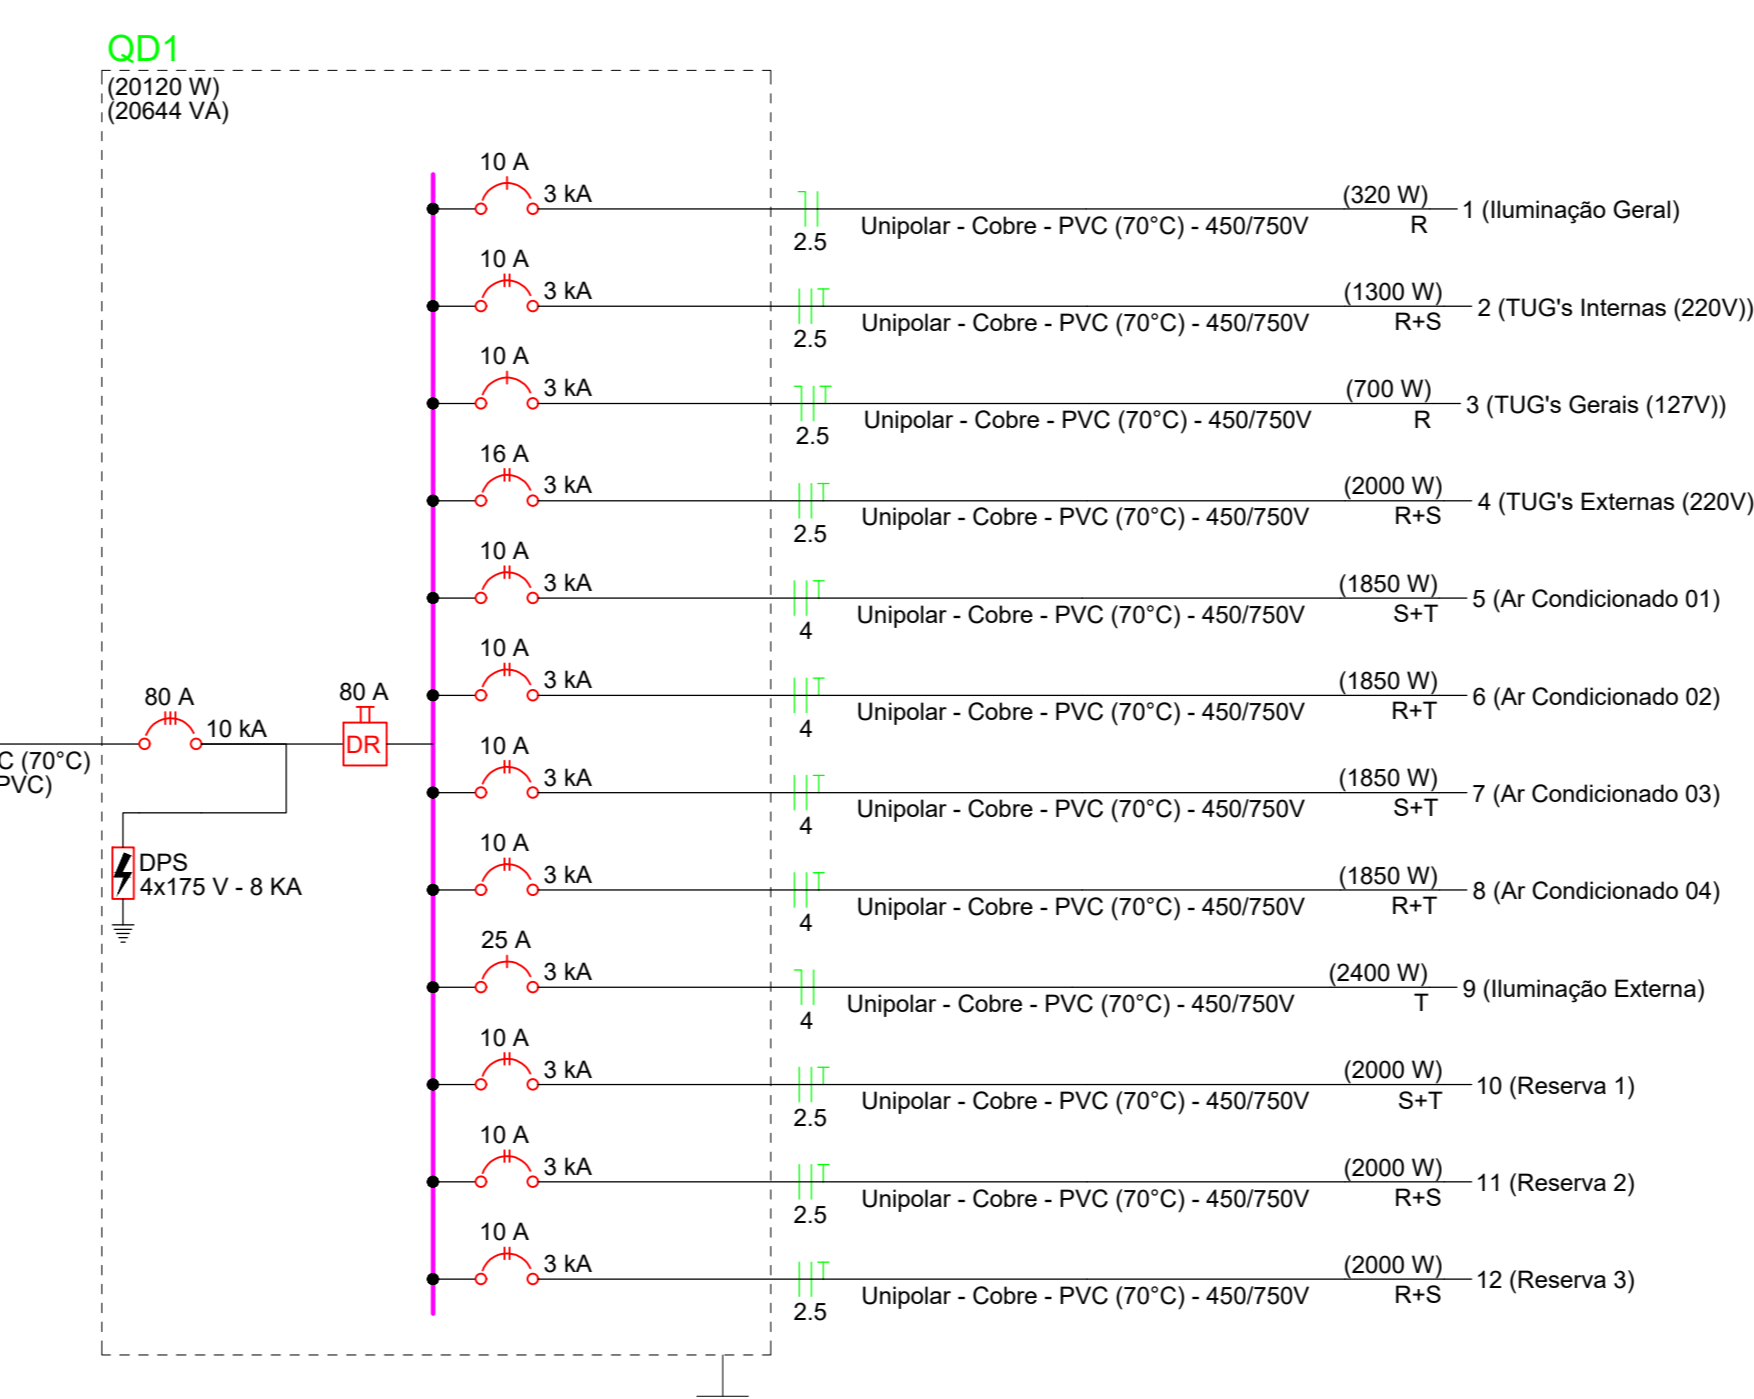 QD1
(20120 W)
(20644 VA)
10 A
3 kA
2.5
Unipolar - Cobre - PVC (70°C) - 450/750V
(320 W)
R
1 (Iluminação Geral)
10 A
3 kA
T
2.5
Unipolar - Cobre - PVC (70°C) - 450/750V
(1300 W)
R+S
2 (TUG's Internas (220V))
10 A
3 kA
T
2.5
Unipolar - Cobre - PVC (70°C) - 450/750V
(700 W)
R
3 (TUG's Gerais (127V))
16 A
3 kA
T
2.5
Unipolar - Cobre - PVC (70°C) - 450/750V
(2000 W)
R+S
4 (TUG's Externas (220V)
10 A
3 kA
T
4
Unipolar - Cobre - PVC (70°C) - 450/750V
(1850 W)
S+T
5 (Ar Condicionado 01)
10 A
3 kA
T
4
Unipolar - Cobre - PVC (70°C) - 450/750V
(1850 W)
R+T
6 (Ar Condicionado 02)
80 A
10 kA
80 A
DR
C (70°C)
PVC)
10 A
3 kA
T
4
Unipolar - Cobre - PVC (70°C) - 450/750V
(1850 W)
S+T
7 (Ar Condicionado 03)
DPS
4x175 V - 8 KA
10 A
3 kA
T
4
Unipolar - Cobre - PVC (70°C) - 450/750V
(1850 W)
R+T
8 (Ar Condicionado 04)
25 A
3 kA
4
Unipolar - Cobre - PVC (70°C) - 450/750V
(2400 W)
T
9 (Iluminação Externa)
10 A
3 kA
T
2.5
Unipolar - Cobre - PVC (70°C) - 450/750V
(2000 W)
S+T
10 (Reserva 1)
10 A
3 kA
T
2.5
Unipolar - Cobre - PVC (70°C) - 450/750V
(2000 W)
R+S
11 (Reserva 2)
10 A
3 kA
T
2.5
Unipolar - Cobre - PVC (70°C) - 450/750V
(2000 W)
R+S
12 (Reserva 3)